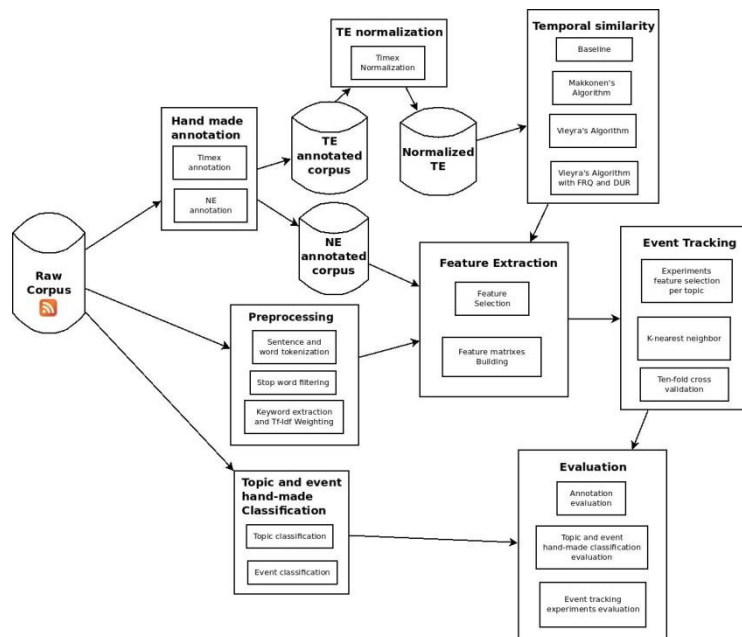 TE normalization
Timex
Normalization
Temporal similarity
Baseline
Makkonen's
Algorithm
Vieyra's Algorithm
Vieyra's Algorithm
with FRQ and DUR
Hand made
annotation
Timex
annotation
NE
annotation
TE
annotated
corpus
Normalized
TE
NE
annotated
corpus
Raw
Corpus
Feature Extraction
Feature
Selection
Feature matrixes
Building
Event Tracking
Experiments
feature selection
per topic
K-nearest neighbor
Ten-fold cross
validation
Preprocessing
Sentence and
word tokenization
Stop word filtering
Keyword extraction
and Tf-Idf Weighting
Topic and event
hand-made
Classification
Topic classification
Event classification
Evaluation
Annotation
evaluation
Topic and event
hand-made classification
evaluation
Event tracking
experiments evaluation